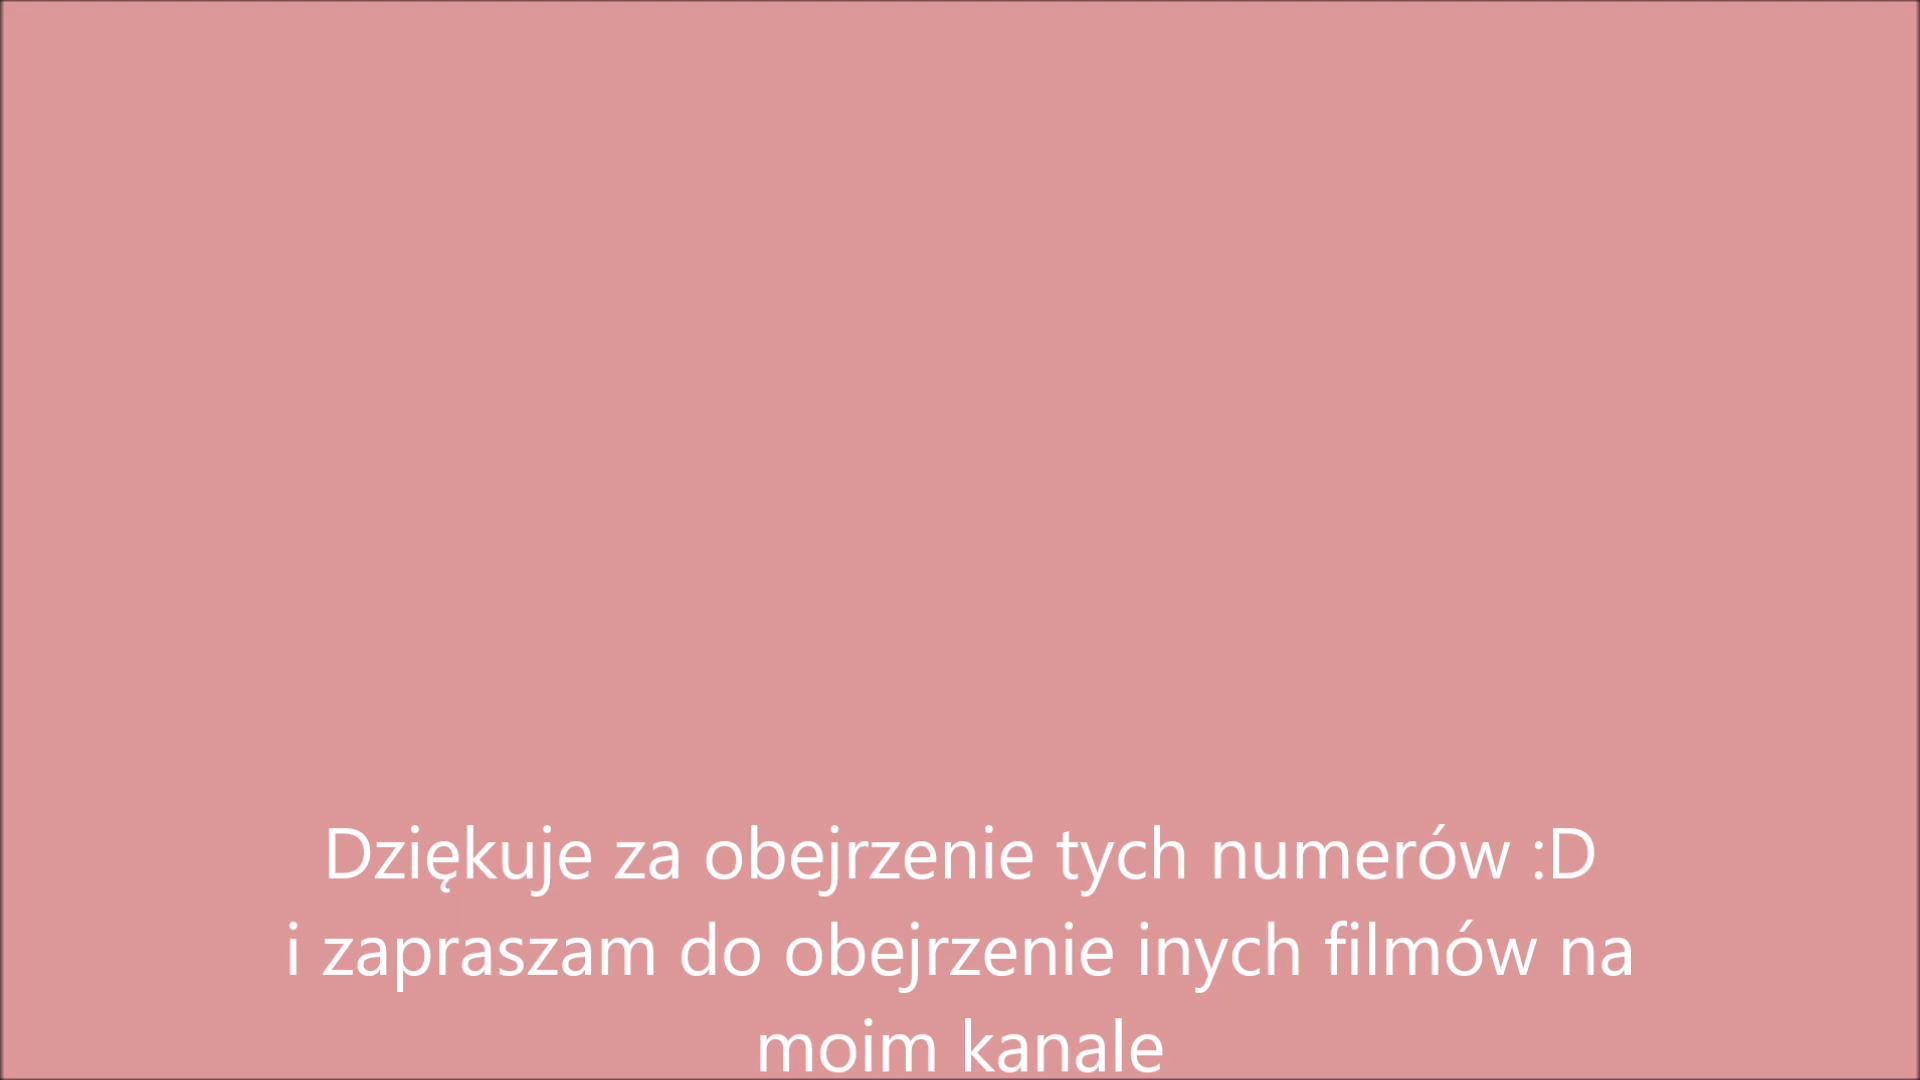 Dziękuje za obejrzenie tych numerów :D
i zapraszam do obejrzenie inych filmów na
moim kanale